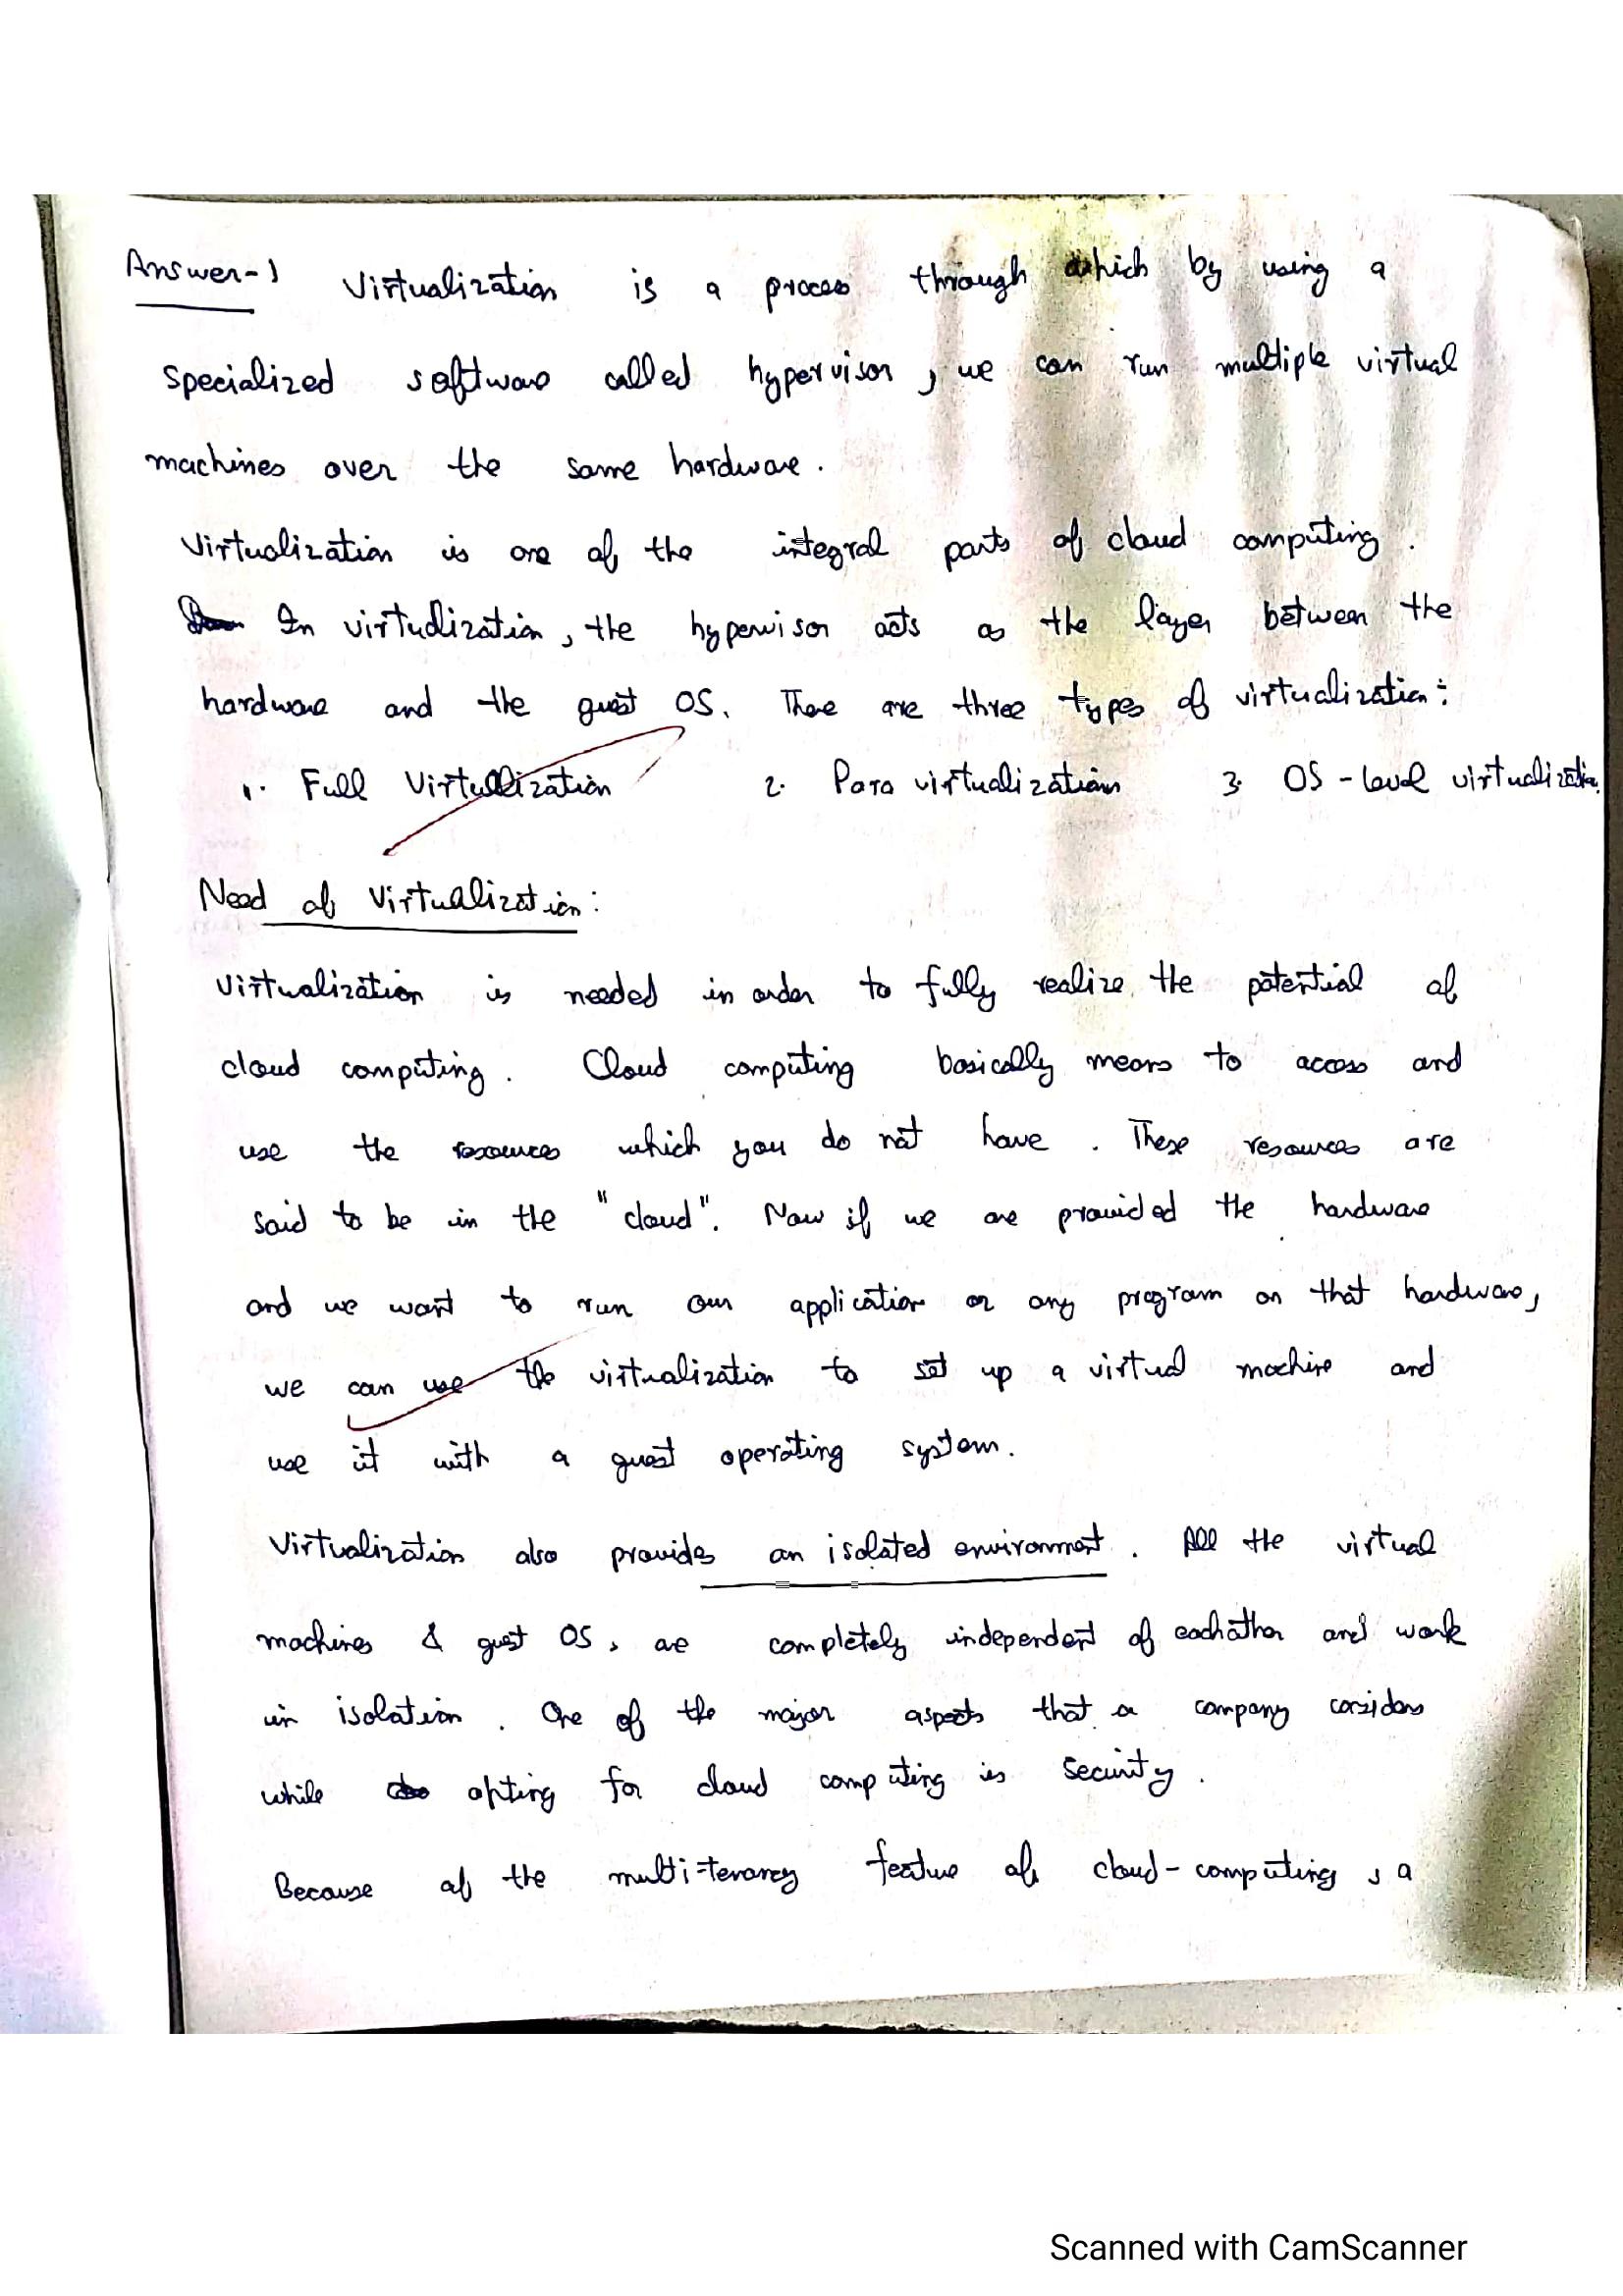 Answer-1 Virtualization is a process through which by using a
specialized software called hypervisor, we can run multiple virtual
machines over the same hardware.
Virtualization is one of the integral parts of cloud computing.
In virtualization, the hypervisor acts as the layer between the
hardware and the guest OS. There are three types of virtualization:
1. Full Virtualization 2. Para virtualization 3. OS-level virtualization.
Need of Virtualization:
Virtualization is needed in order to fully realize the potential of
cloud computing. Cloud computing basically means to access and
use the resources which you do not have. These resources are
said to be in the "cloud". Now if we are provided the hardware
and we want to run our application or any program on that hardware,
we can use the virtualization to set up a virtual machine and
use it with a guest operating system.
Virtualization also provides an isolated environment. All the virtual
machines & guest OS, are completely independent of eachother and work
in isolation. One of the major aspects that a company considers
while opting for cloud computing is security.
Because of the multi-tenancy feature of cloud-computing, a
Scanned with CamScanner